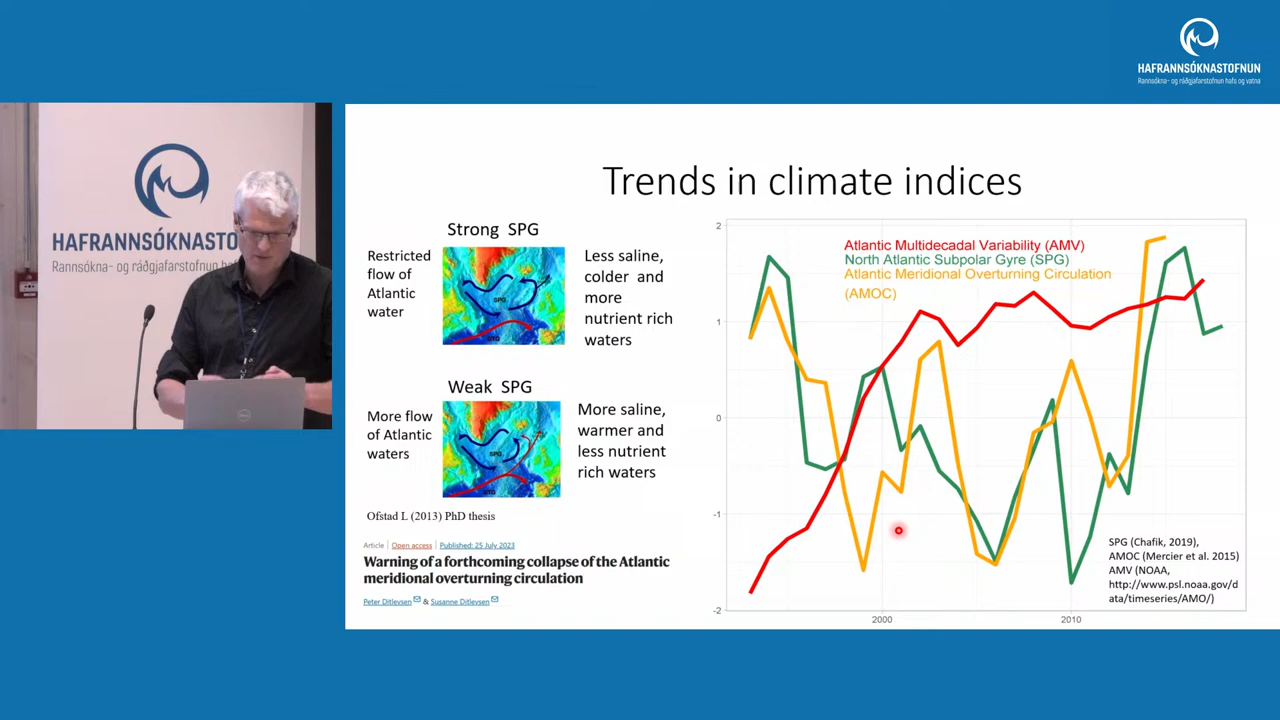 HAFRANNSÓKNASTOFNUN
Rannsókna- og ráðgjafarstofnun hafs og vatna
HAFRANNSÓKNASTO
Rannsókna- og ráðgjafarstofnun haf
DELL
Trends in climate indices
Strong SPG
Restricted
flow of
Atlantic
water
SPG
Less saline,
colder and
more
nutrient rich
waters
Weak SPG
More flow
of Atlantic
waters
SPG
More saline,
warmer and
less nutrient
rich waters
Ofstad L (2013) PhD thesis
Article | Open access | Published: 25 July 2023
Warning of a forthcoming collapse of the Atlantic
meridional overturning circulation
Peter Ditlevsen & Susanne Ditlevsen
Atlantic Multidecadal Variability (AMV)
North Atlantic Subpolar Gyre (SPG)
Atlantic Meridional Overturning Circulation
(AMOC)
2
1
0
-1
-2
2000
2010
SPG (Chafik, 2019),
AMOC (Mercier et al. 2015)
AMV (NOAA,
http://www.psl.noaa.gov/d
ata/timeseries/AMO/)